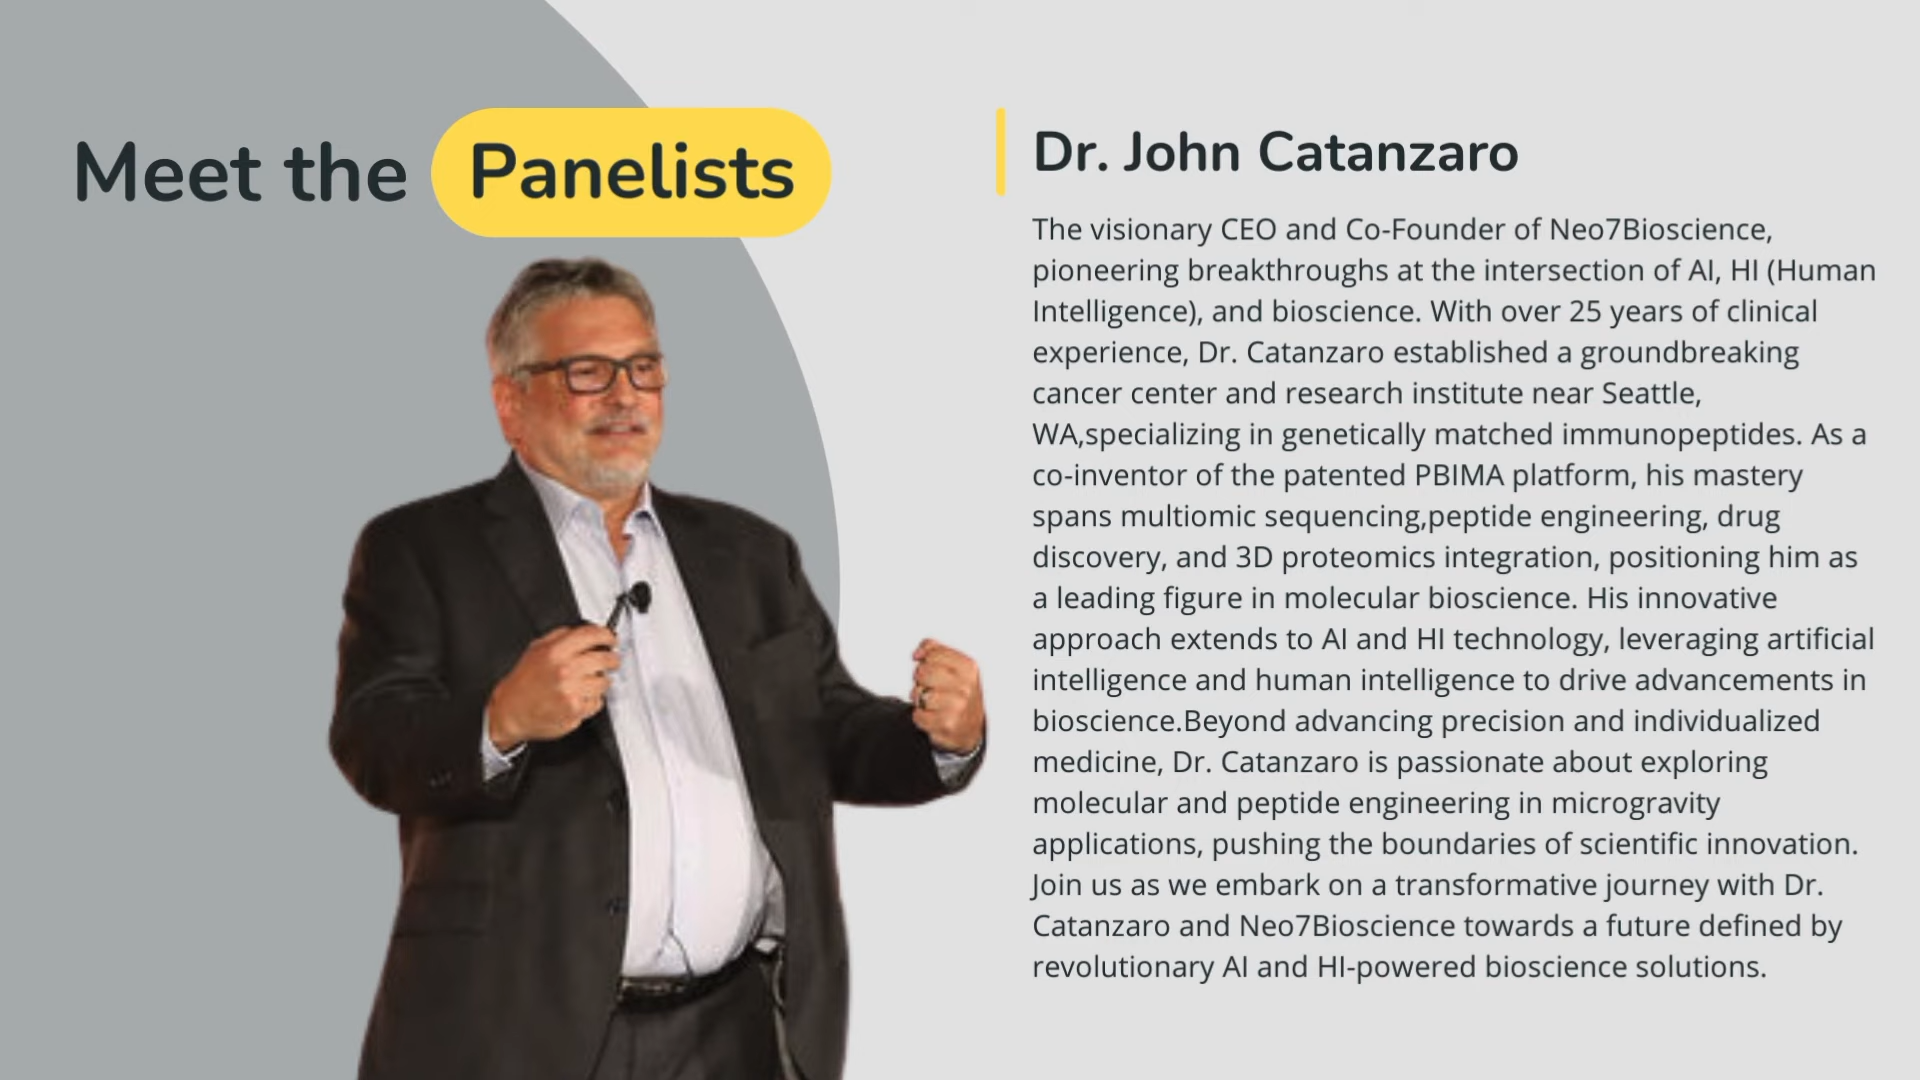 Meet the Panelists
Dr. John Catanzaro
The visionary CEO and Co-Founder of Neo7Bioscience,
pioneering breakthroughs at the intersection of AI, HI (Human
Intelligence), and bioscience. With over 25 years of clinical
experience, Dr. Catanzaro established a groundbreaking
cancer center and research institute near Seattle,
WA,specializing in genetically matched immunopeptides. As a
co-inventor of the patented PBIMA platform, his mastery
spans multiomic sequencing,peptide engineering, drug
discovery, and 3D proteomics integration, positioning him as
a leading figure in molecular bioscience. His innovative
approach extends to AI and HI technology, leveraging artificial
intelligence and human intelligence to drive advancements in
bioscience.Beyond advancing precision and individualized
medicine, Dr. Catanzaro is passionate about exploring
molecular and peptide engineering in microgravity
applications, pushing the boundaries of scientific innovation.
Join us as we embark on a transformative journey with Dr.
Catanzaro and Neo7Bioscience towards a future defined by
revolutionary AI and HI-powered bioscience solutions.